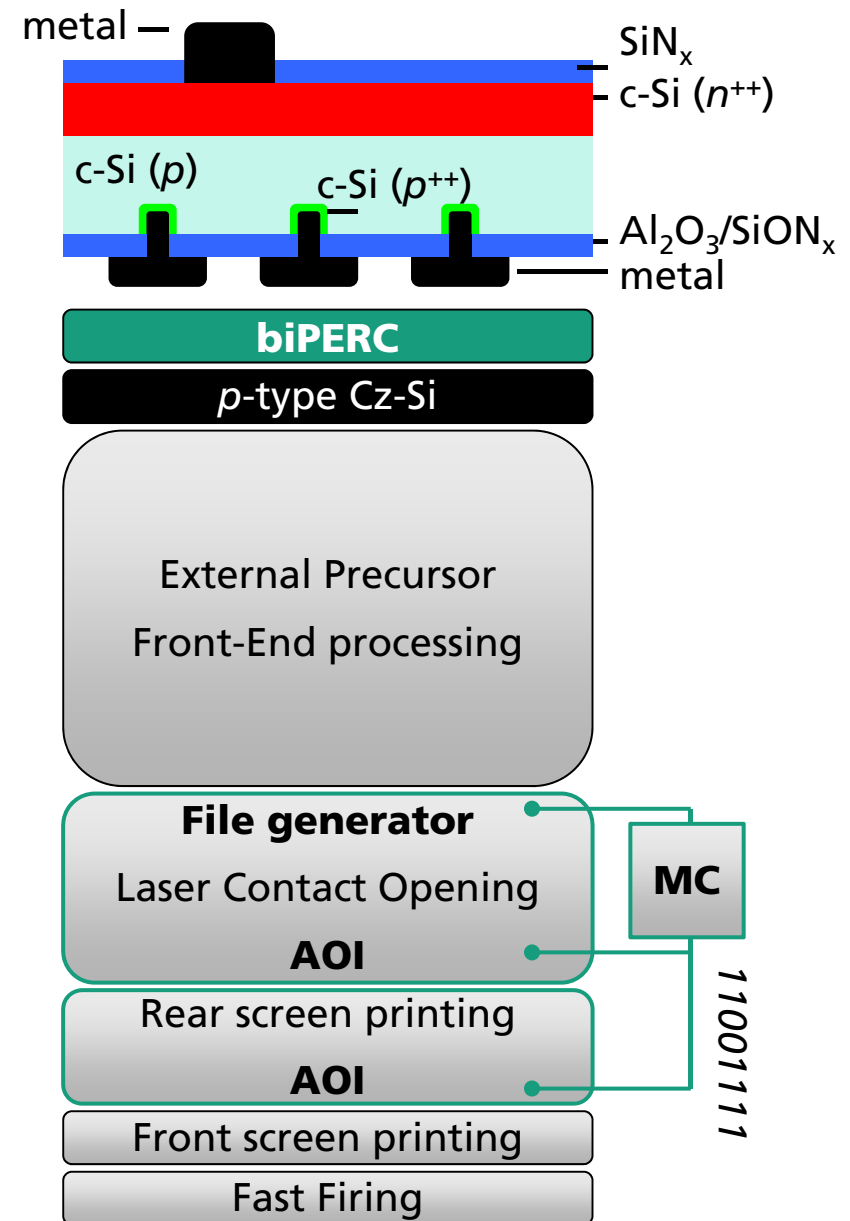 metal
SiNₓ
c-Si (n⁺⁺)
c-Si (p)
c-Si (p⁺⁺)
Al₂O₃/SiONₓ
metal
biPERC
p-type Cz-Si
External Precursor
Front-End processing
File generator
Laser Contact Opening
AOI
MC
Rear screen printing
AOI
11001111
Front screen printing
Fast Firing